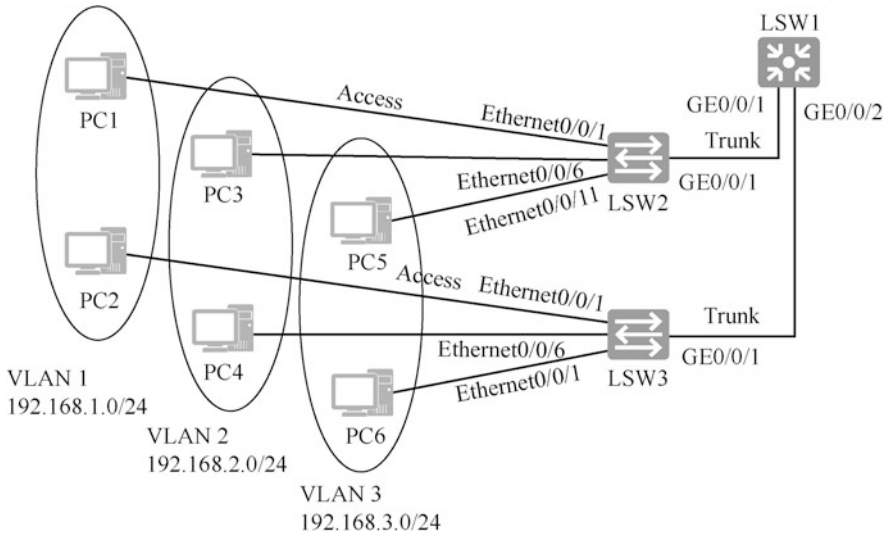 LSW1
PC1
Access
Ethernet0/0/1
GE0/0/1
GE0/0/2
Trunk
PC3
Ethernet0/0/6
GE0/0/1
Ethernet0/0/11
LSW2
PC5
PC2
Access
Ethernet0/0/1
Trunk
PC4
Ethernet0/0/6
GE0/0/1
Ethernet0/0/1
LSW3
VLAN 1
192.168.1.0/24
PC6
VLAN 2
192.168.2.0/24
VLAN 3
192.168.3.0/24